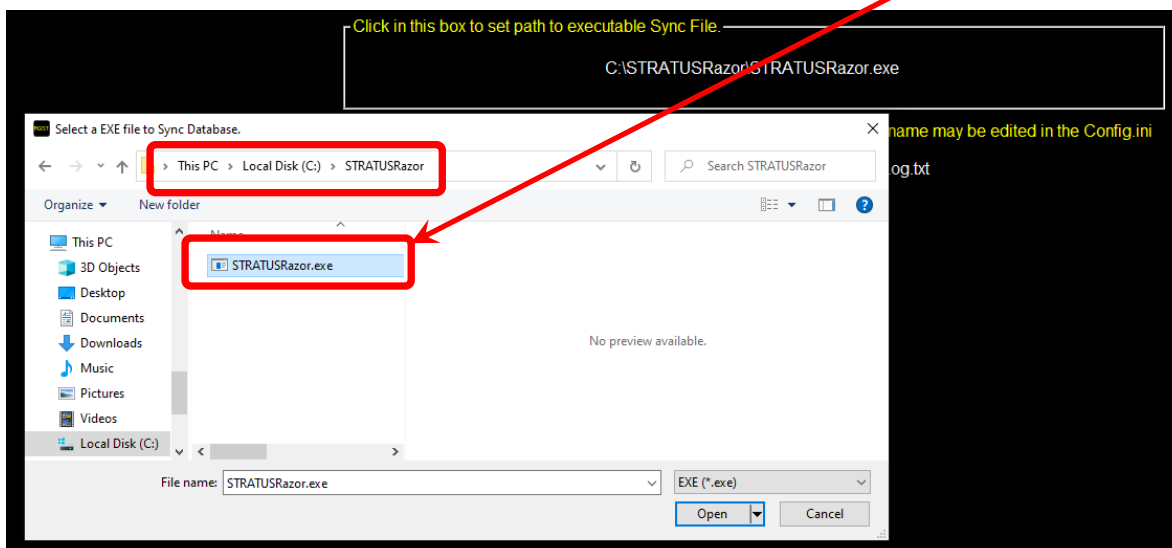 Click in this box to set path to executable Sync File.
C:\STRATUSRazor\STRATUSRazor.exe
Select a EXE file to Sync Database.
name may be edited in the Config.ini
This PC > Local Disk (C:) > STRATUSRazor
Search STRATUSRazor
og.txt
Organize
New folder
Name
This PC
STRATUSRazor.exe
3D Objects
Desktop
Documents
Downloads
No preview available.
Music
Pictures
Videos
Local Disk (C:)
File name: STRATUSRazor.exe
EXE (*.exe)
Open
Cancel